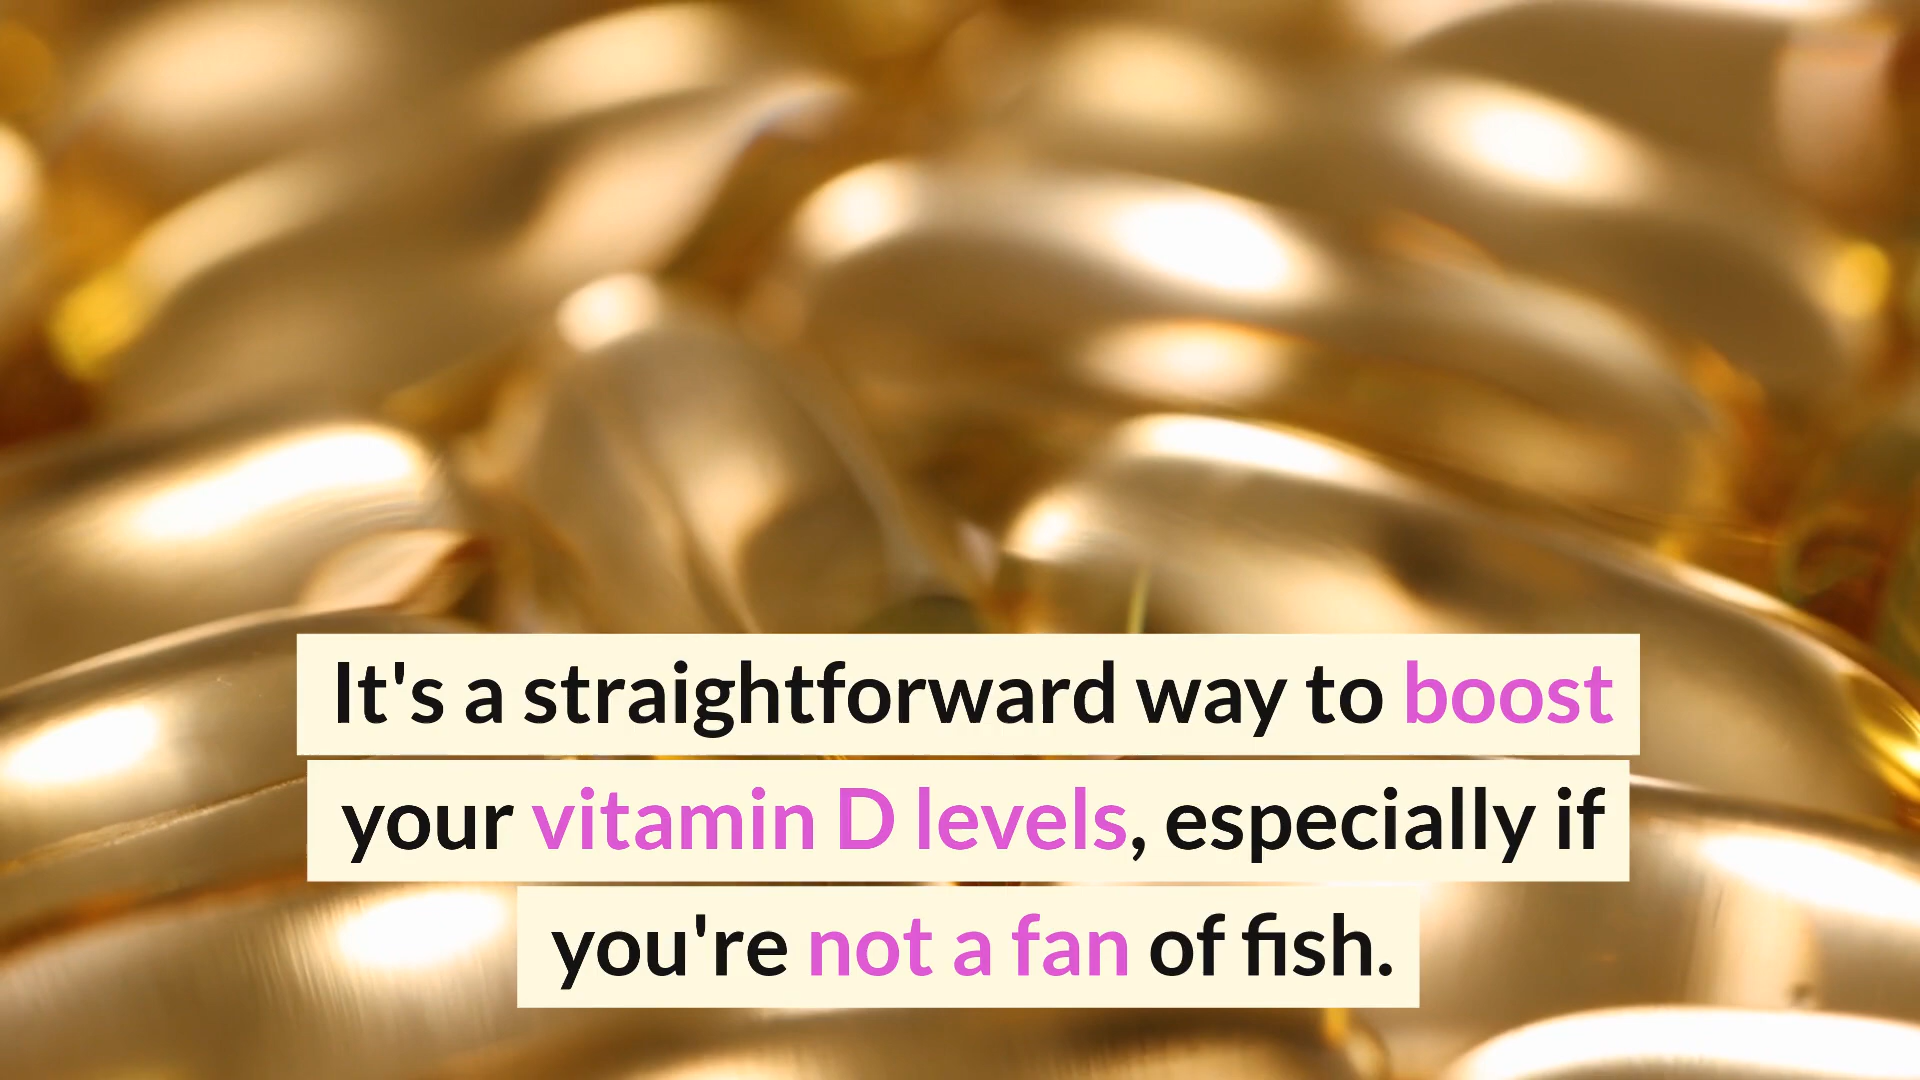 It's a straightforward way to boost
your vitamin D levels, especially if
you're not a fan of fish.